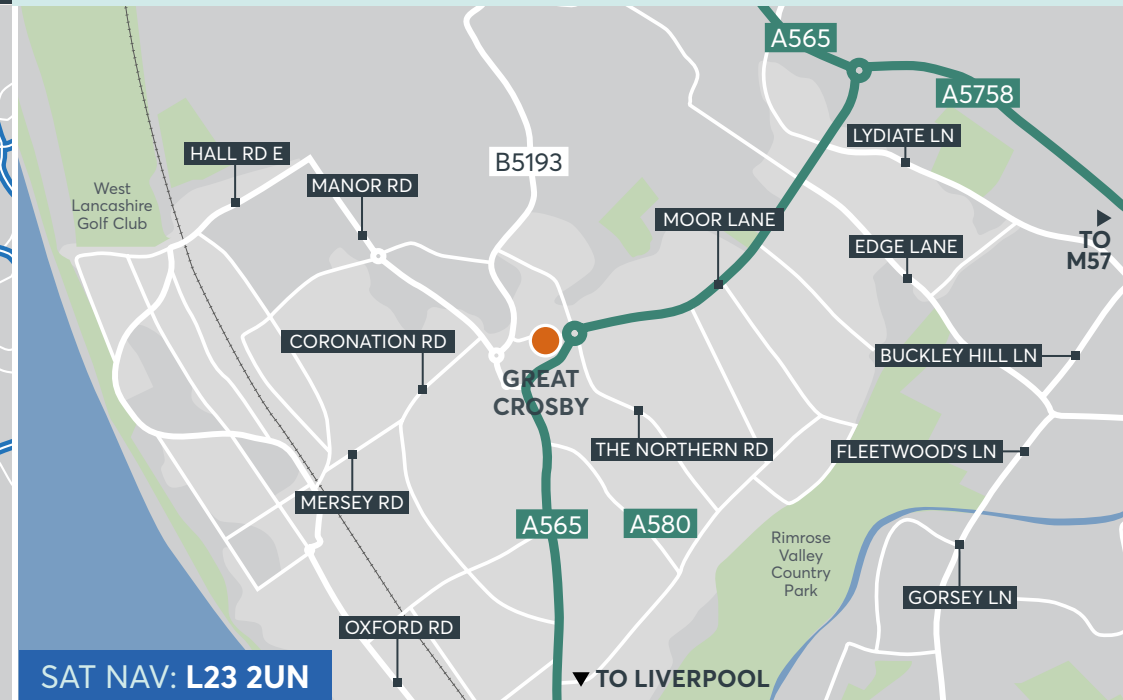 A565
A5758
LYDIATE LN
HALL RD E
B5193
MANOR RD
West
Lancashire
Golf Club
MOOR LANE
EDGE LANE
TO
M57
CORONATION RD
BUCKLEY HILL LN
GREAT
CROSBY
THE NORTHERN RD
FLEETWOOD'S LN
MERSEY RD
A565
A580
Rimrose
Valley
Country
Park
GORSEY LN
OXFORD RD
SAT NAV: L23 2UN
TO LIVERPOOL